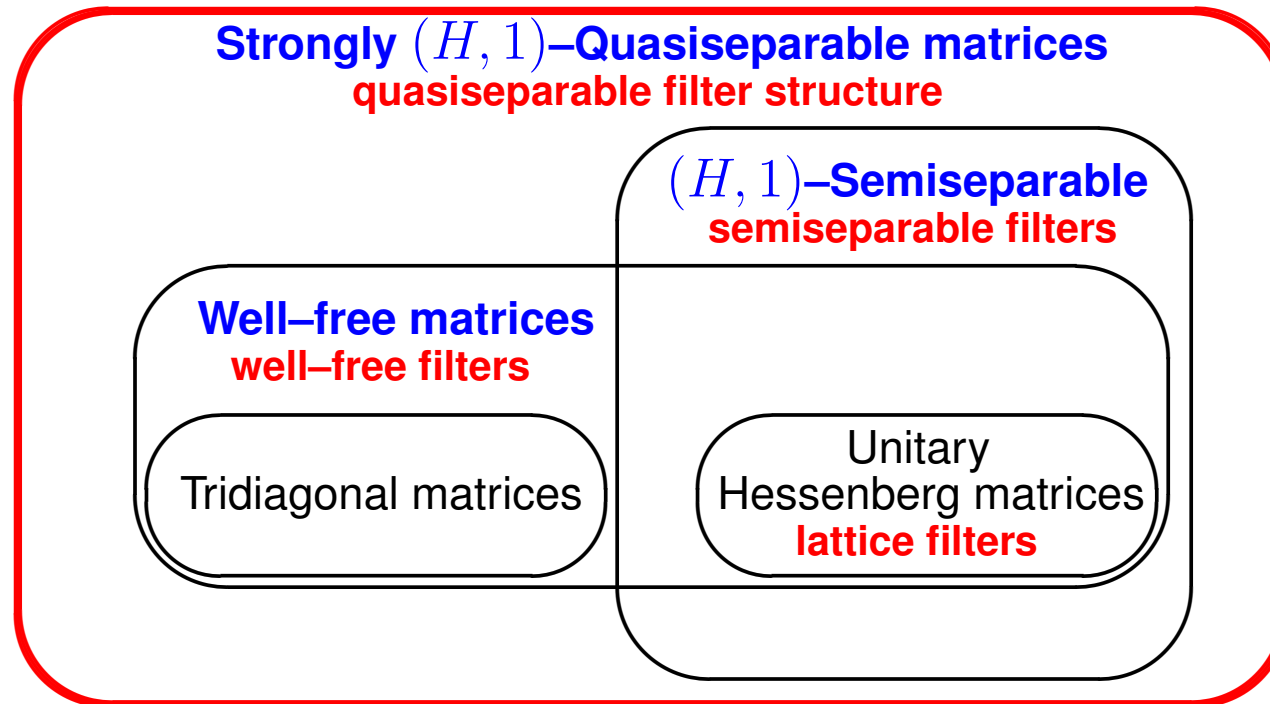 Strongly (H, 1)–Quasiseparable matrices
quasiseparable filter structure
(H, 1)–Semiseparable
semiseparable filters
Well–free matrices
well–free filters
Tridiagonal matrices
Unitary
Hessenberg matrices
lattice filters